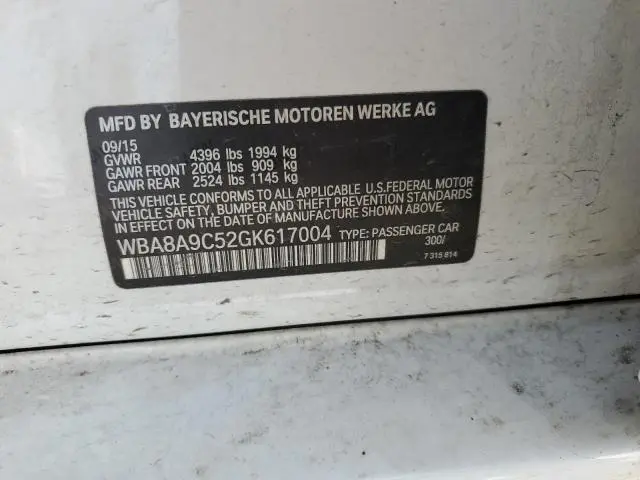 MFD BY BAYERISCHE MOTOREN WERKE AG
09/15
GVWR 4396 lbs 1994 kg
GAWR FRONT 2004 lbs 909 kg
GAWR REAR 2524 lbs 1145 kg
THIS VEHICLE CONFORMS TO ALL APPLICABLE U.S.FEDERAL MOTOR
VEHICLE SAFETY, BUMPER, AND THEFT PREVENTION STANDARDS
IN EFFECT ON THE DATE OF MANUFACTURE SHOWN ABOVE.
WBA8A9C52GK617004 TYPE: PASSENGER CAR
300/
7 315 814